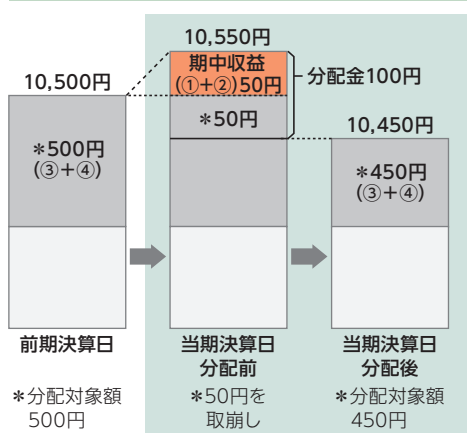 10,550円
期中収益
(①+②)50円
分配金100円
10,500円
*50円
10,450円
*500円
(③+④)
*450円
(③+④)
前期決算日
当期決算日
分配前
当期決算日
分配後
*分配対象額
500円
*50円を
取崩し
*分配対象額
450円